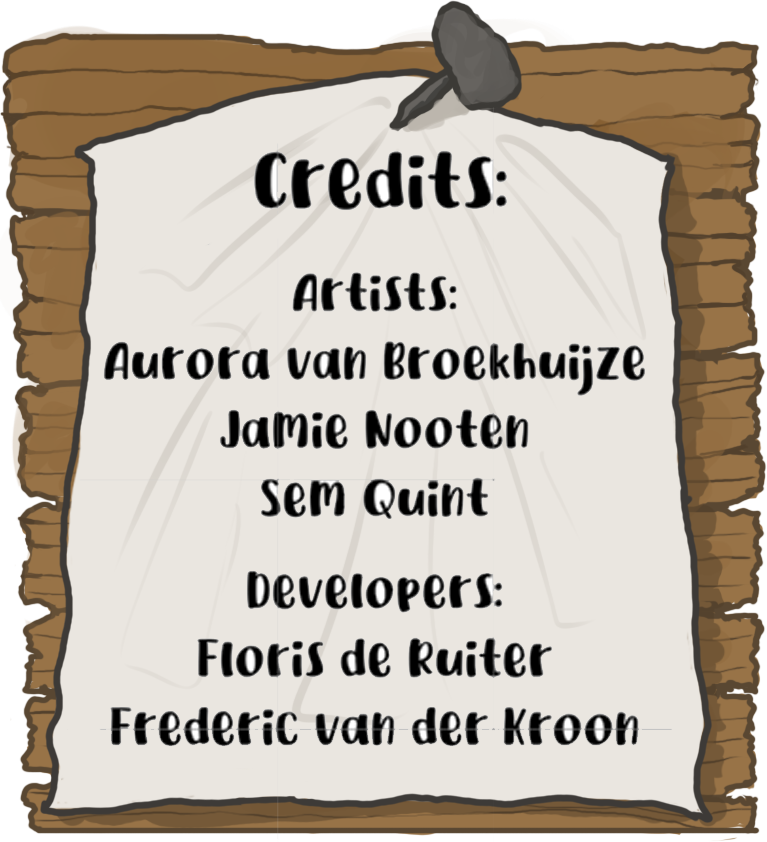 Credits:
Artists:
Aurora van Broekhuijze
Jamie Nooten
Sem Quint
Developers:
Floris de Ruiter
Frederic van der Kroon